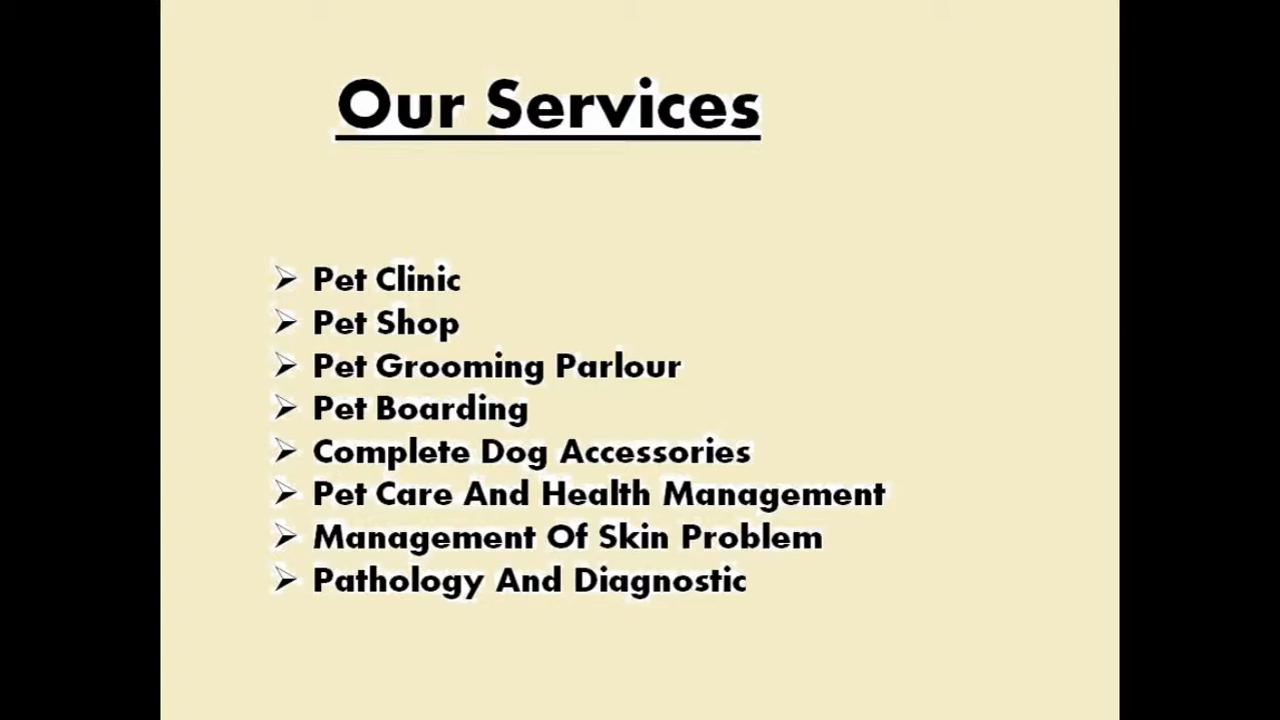 Our Services
➢ Pet Clinic
➢ Pet Shop
➢ Pet Grooming Parlour
➢ Pet Boarding
➢ Complete Dog Accessories
➢ Pet Care And Health Management
➢ Management Of Skin Problem
➢ Pathology And Diagnostic